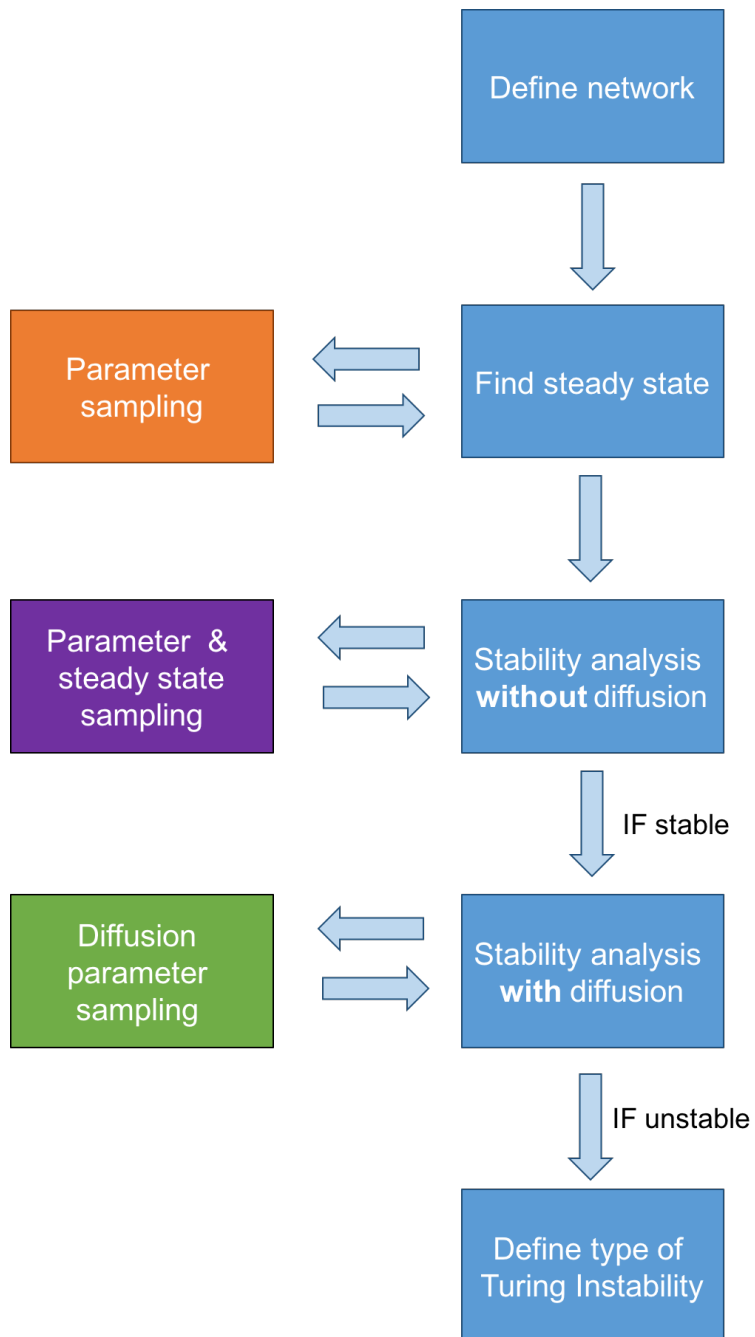 Define network
Parameter
sampling
Find steady state
Parameter & 
steady state
sampling
Stability analysis
without diffusion
IF stable
Diffusion
parameter
sampling
Stability analysis
with diffusion
IF unstable
Define type of
Turing Instability